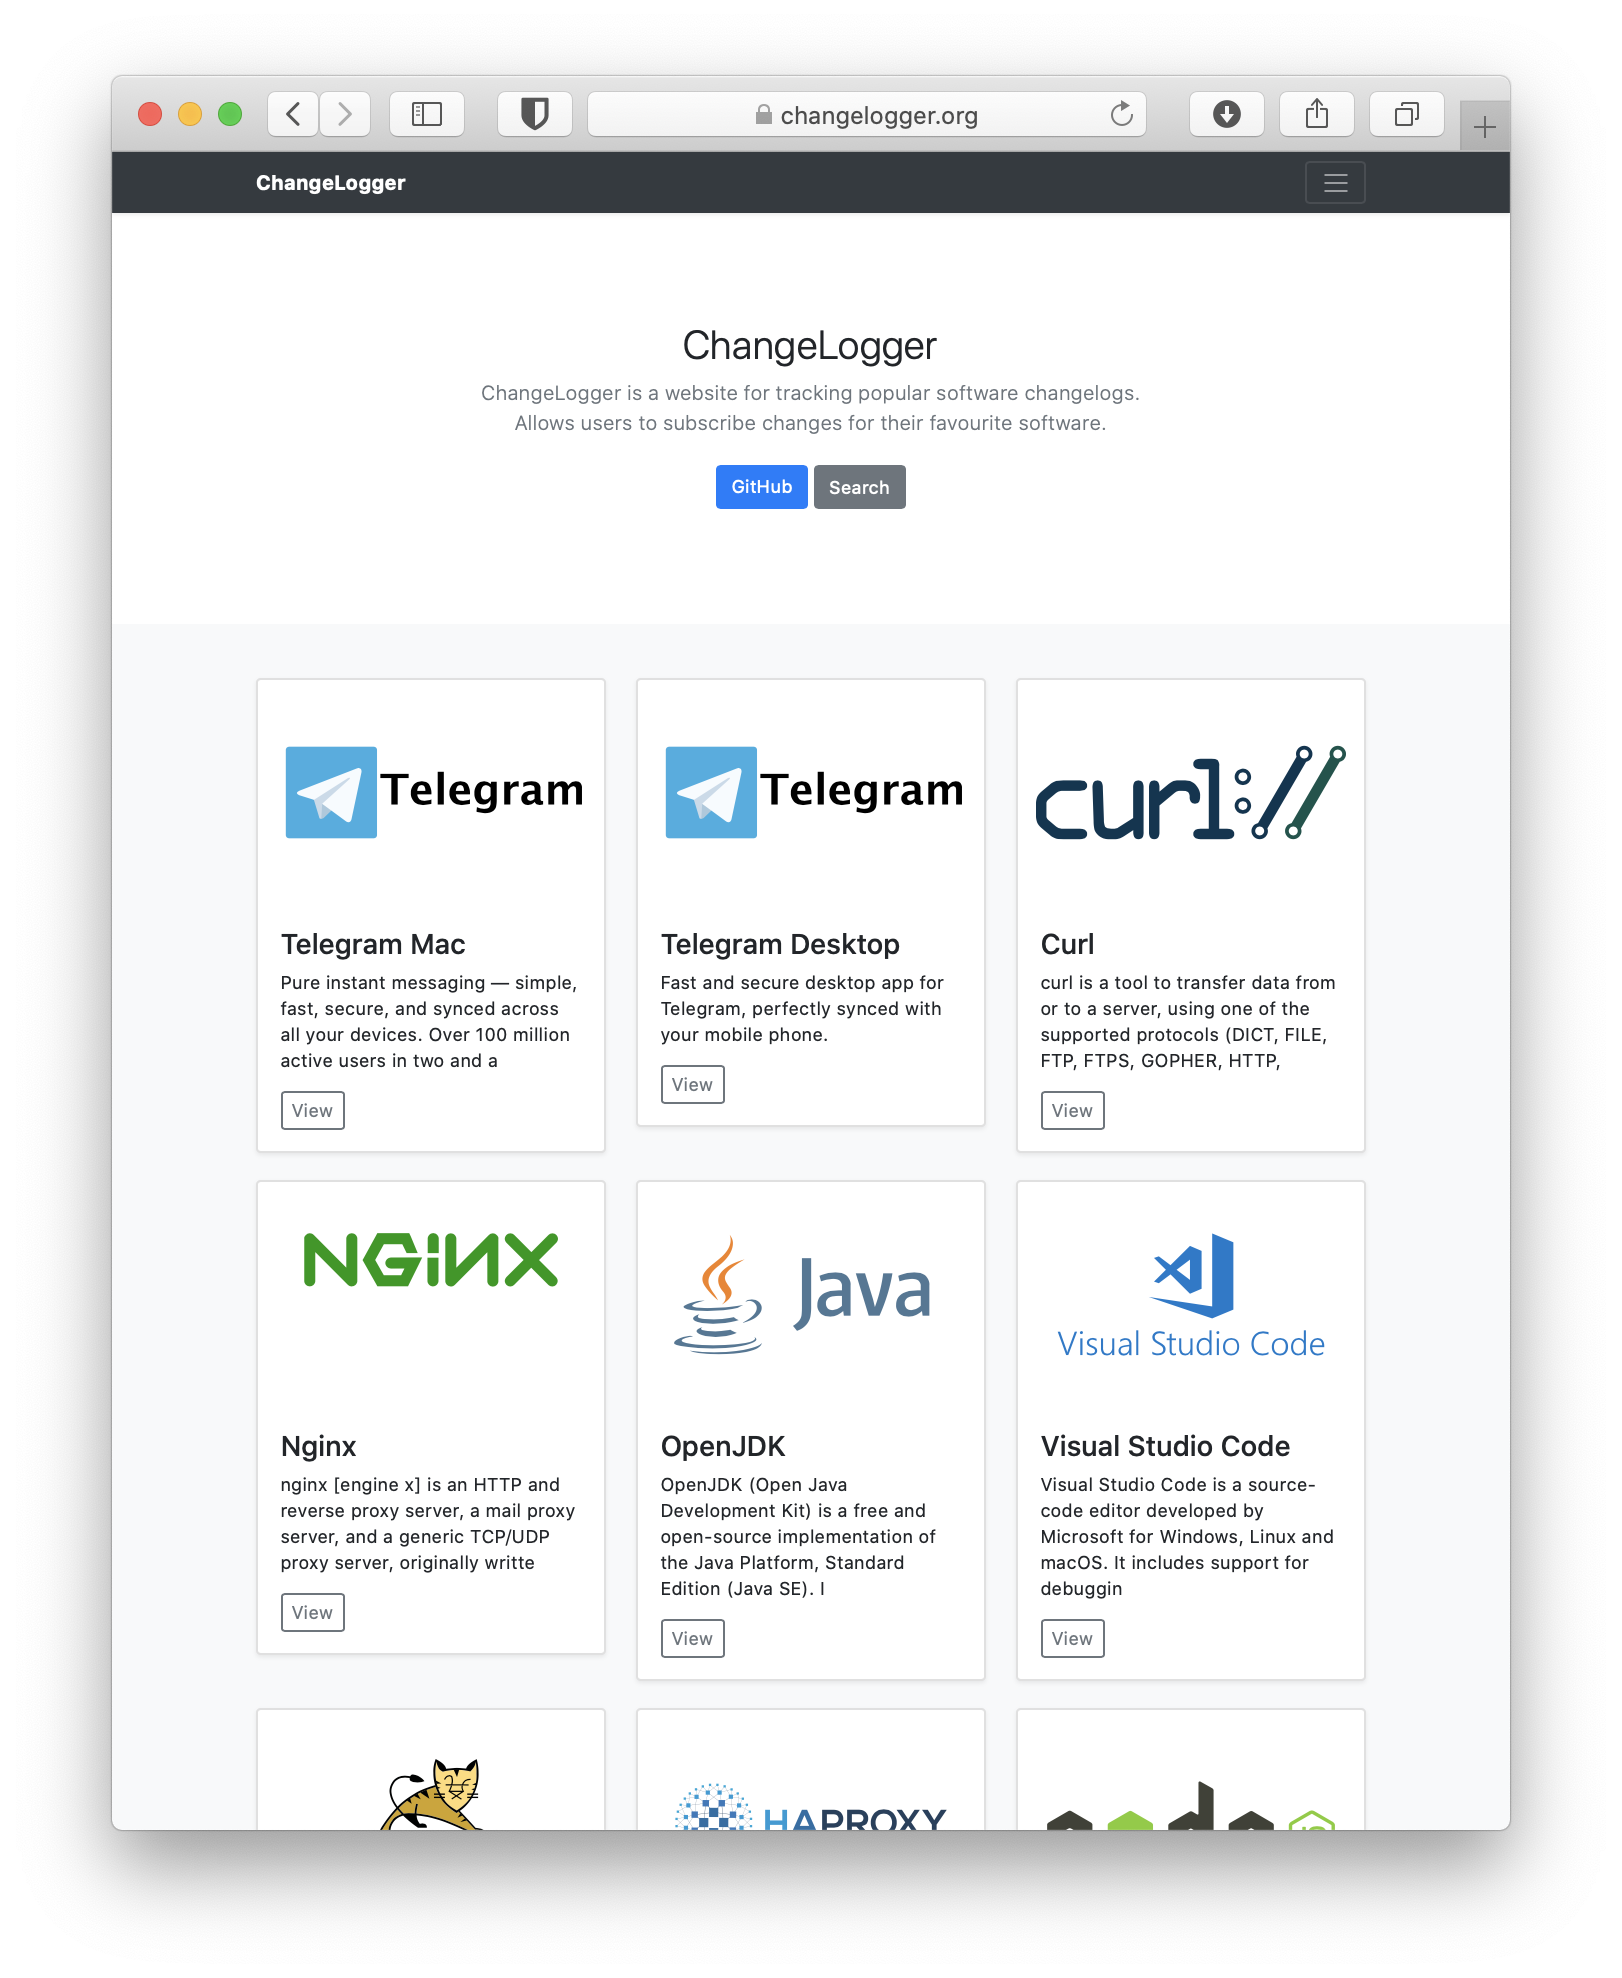 changelogger.org
ChangeLogger
ChangeLogger
ChangeLogger is a website for tracking popular software changelogs.
Allows users to subscribe changes for their favourite software.
GitHub Search
Telegram
Telegram Mac
Pure instant messaging — simple,
fast, secure, and synced across
all your devices. Over 100 million
active users in two and a
View
Telegram
Telegram Desktop
Fast and secure desktop app for
Telegram, perfectly synced with
your mobile phone.
View
curl://
Curl
curl is a tool to transfer data from
or to a server, using one of the
supported protocols (DICT, FILE,
FTP, FTPS, GOPHER, HTTP,
View
NGiNX
Nginx
nginx [engine x] is an HTTP and
reverse proxy server, a mail proxy
server, and a generic TCP/UDP
proxy server, originally writte
View
Java
OpenJDK
OpenJDK (Open Java
Development Kit) is a free and
open-source implementation of
the Java Platform, Standard
Edition (Java SE). I
View
Visual Studio Code
Visual Studio Code
Visual Studio Code is a source-
code editor developed by
Microsoft for Windows, Linux and
macOS. It includes support for
debuggin
View
HAPROXY